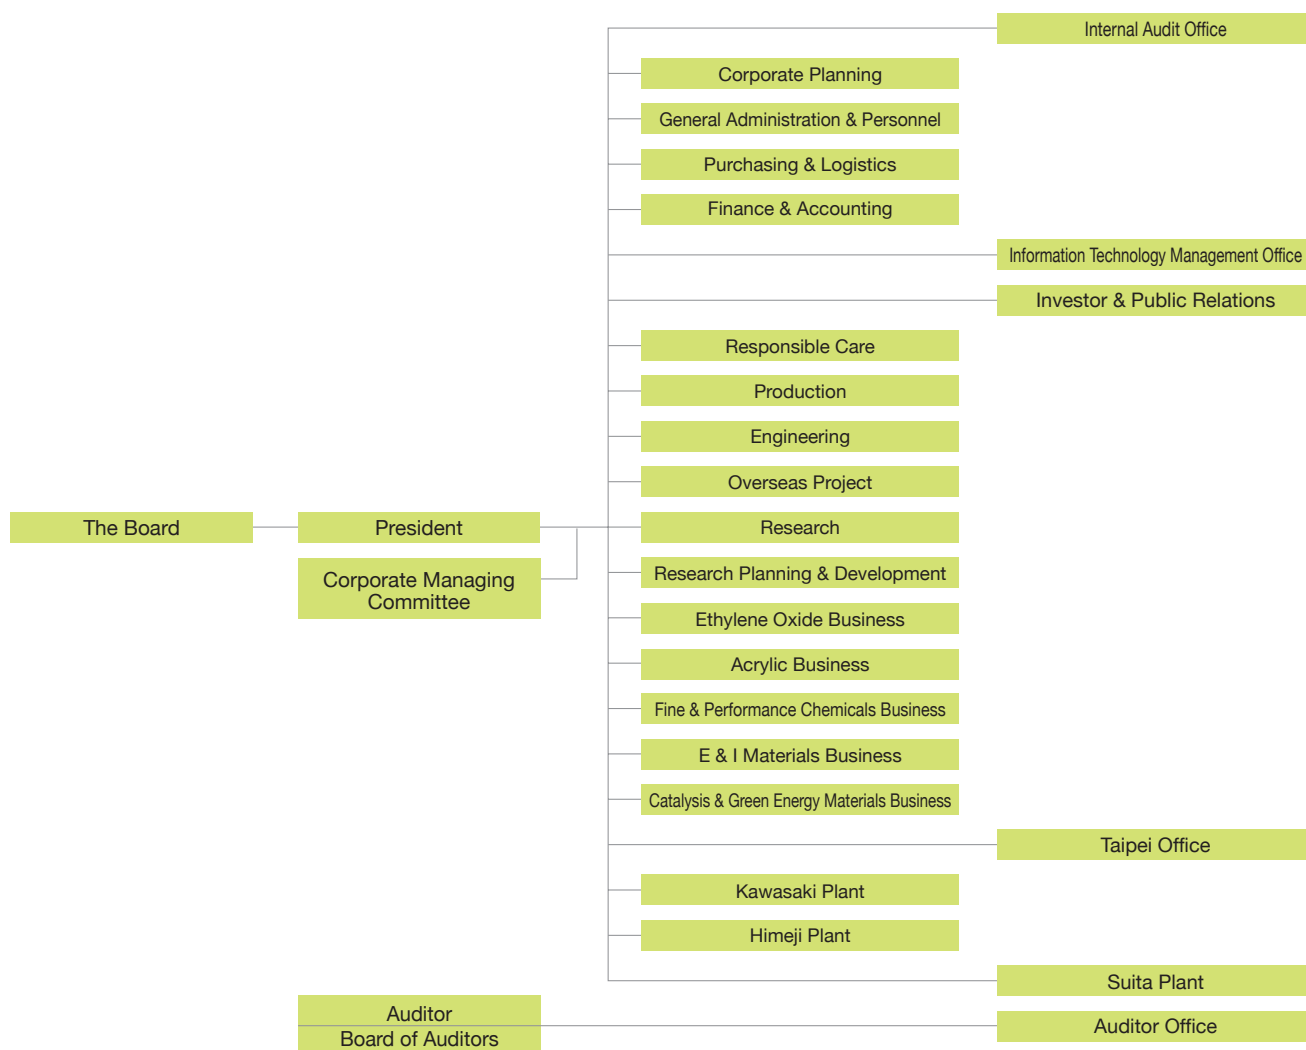 Internal Audit Office
Corporate Planning
General Administration & Personnel
Purchasing & Logistics
Finance & Accounting
Information Technology Management Office
Investor & Public Relations
Responsible Care
Production
Engineering
Overseas Project
The Board
President
Research
Corporate Managing
Committee
Research Planning & Development
Ethylene Oxide Business
Acrylic Business
Fine & Performance Chemicals Business
E & I Materials Business
Catalysis & Green Energy Materials Business
Taipei Office
Kawasaki Plant
Himeji Plant
Suita Plant
Auditor
Board of Auditors
Auditor Office